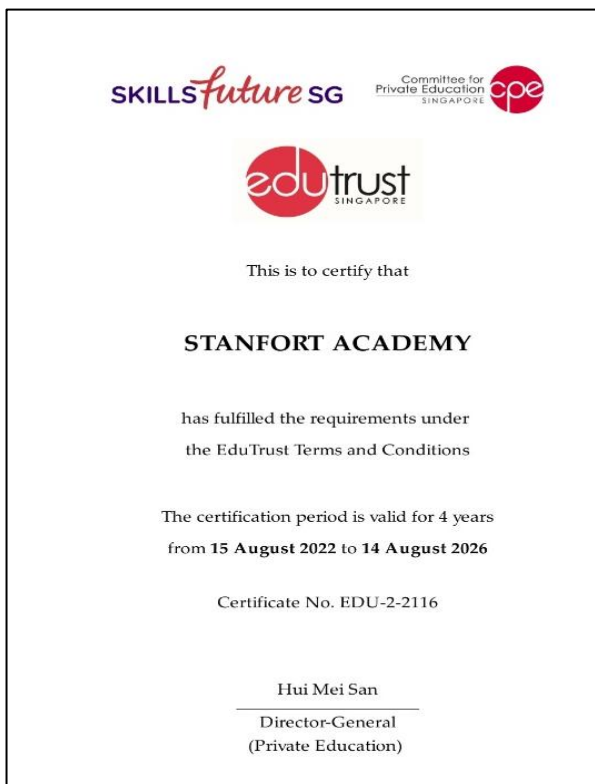 SKILLS future SG
Committee for
Private Education
SINGAPORE
cpe
edutrust
SINGAPORE
This is to certify that
STANFORT ACADEMY
has fulfilled the requirements under
the EduTrust Terms and Conditions
The certification period is valid for 4 years
from 15 August 2022 to 14 August 2026
Certificate No. EDU-2-2116
Hui Mei San
Director-General
(Private Education)